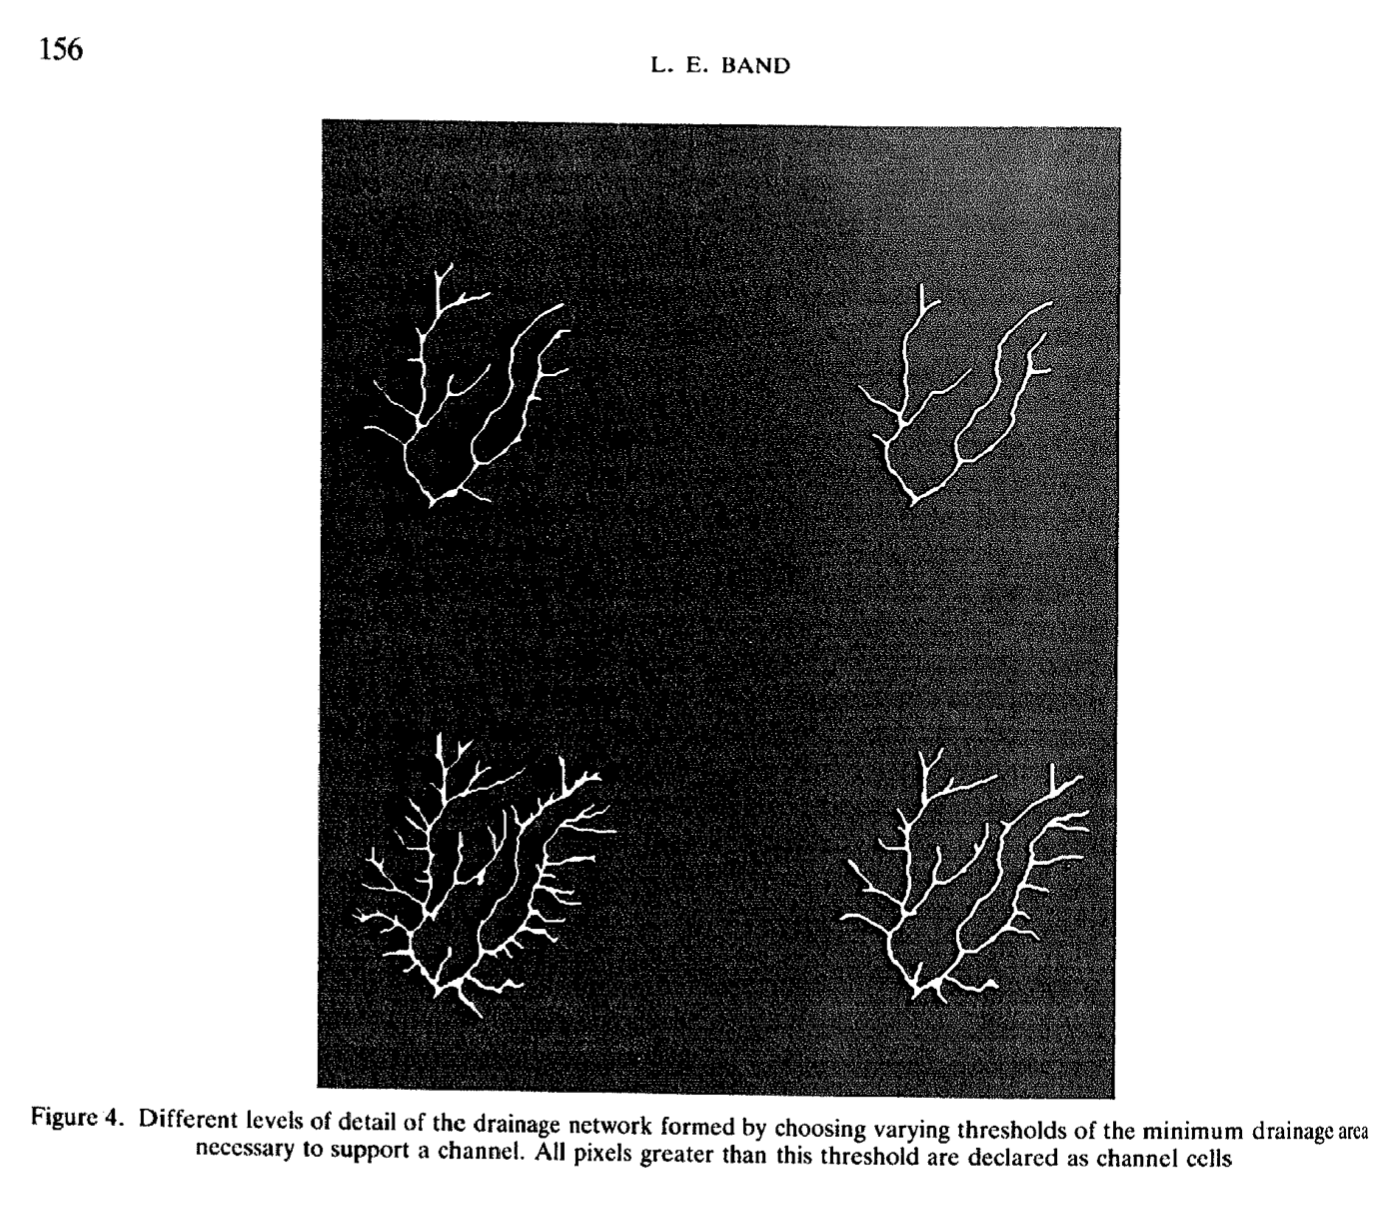 156
L. E. BAND
Figure 4. Different levels of detail of the drainage network formed by choosing varying thresholds of the minimum drainage area
necessary to support a channel. All pixels greater than this threshold are declared as channel cells